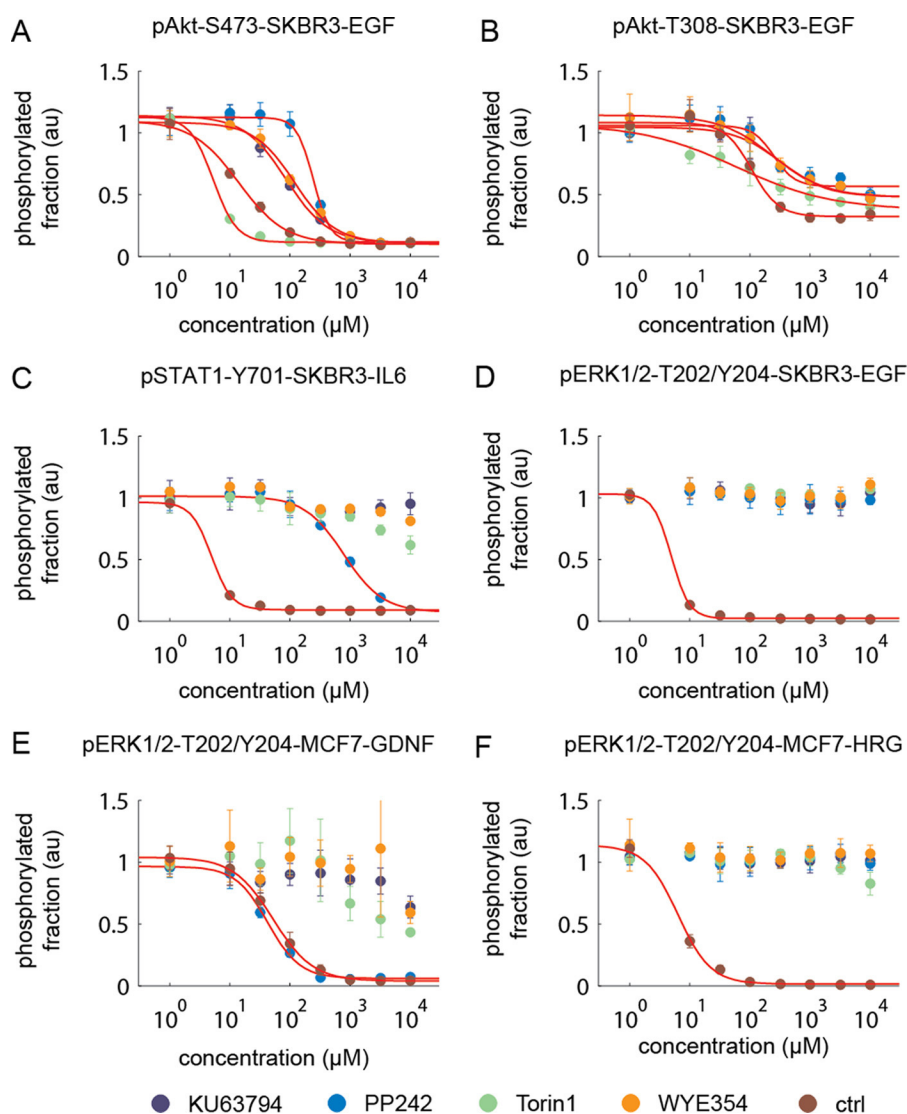 A
pAkt-S473-SKBR3-EGF
phosphorylated
fraction (au)
1.5
1
0.5
0
10^0 10^1 10^2 10^3 10^4
concentration (µM)
B
pAkt-T308-SKBR3-EGF
phosphorylated
fraction (au)
1.5
1
0.5
0
10^0 10^1 10^2 10^3 10^4
concentration (µM)
C
pSTAT1-Y701-SKBR3-IL6
phosphorylated
fraction (au)
1.5
1
0.5
0
10^0 10^1 10^2 10^3 10^4
concentration (µM)
D
pERK1/2-T202/Y204-SKBR3-EGF
phosphorylated
fraction (au)
1.5
1
0.5
0
10^0 10^1 10^2 10^3 10^4
concentration (µM)
E
pERK1/2-T202/Y204-MCF7-GDNF
phosphorylated
fraction (au)
1.5
1
0.5
0
10^0 10^1 10^2 10^3 10^4
concentration (µM)
F
pERK1/2-T202/Y204-MCF7-HRG
phosphorylated
fraction (au)
1.5
1
0.5
0
10^0 10^1 10^2 10^3 10^4
concentration (µM)
KU63794 PP242 Torin1 WYE354 ctrl